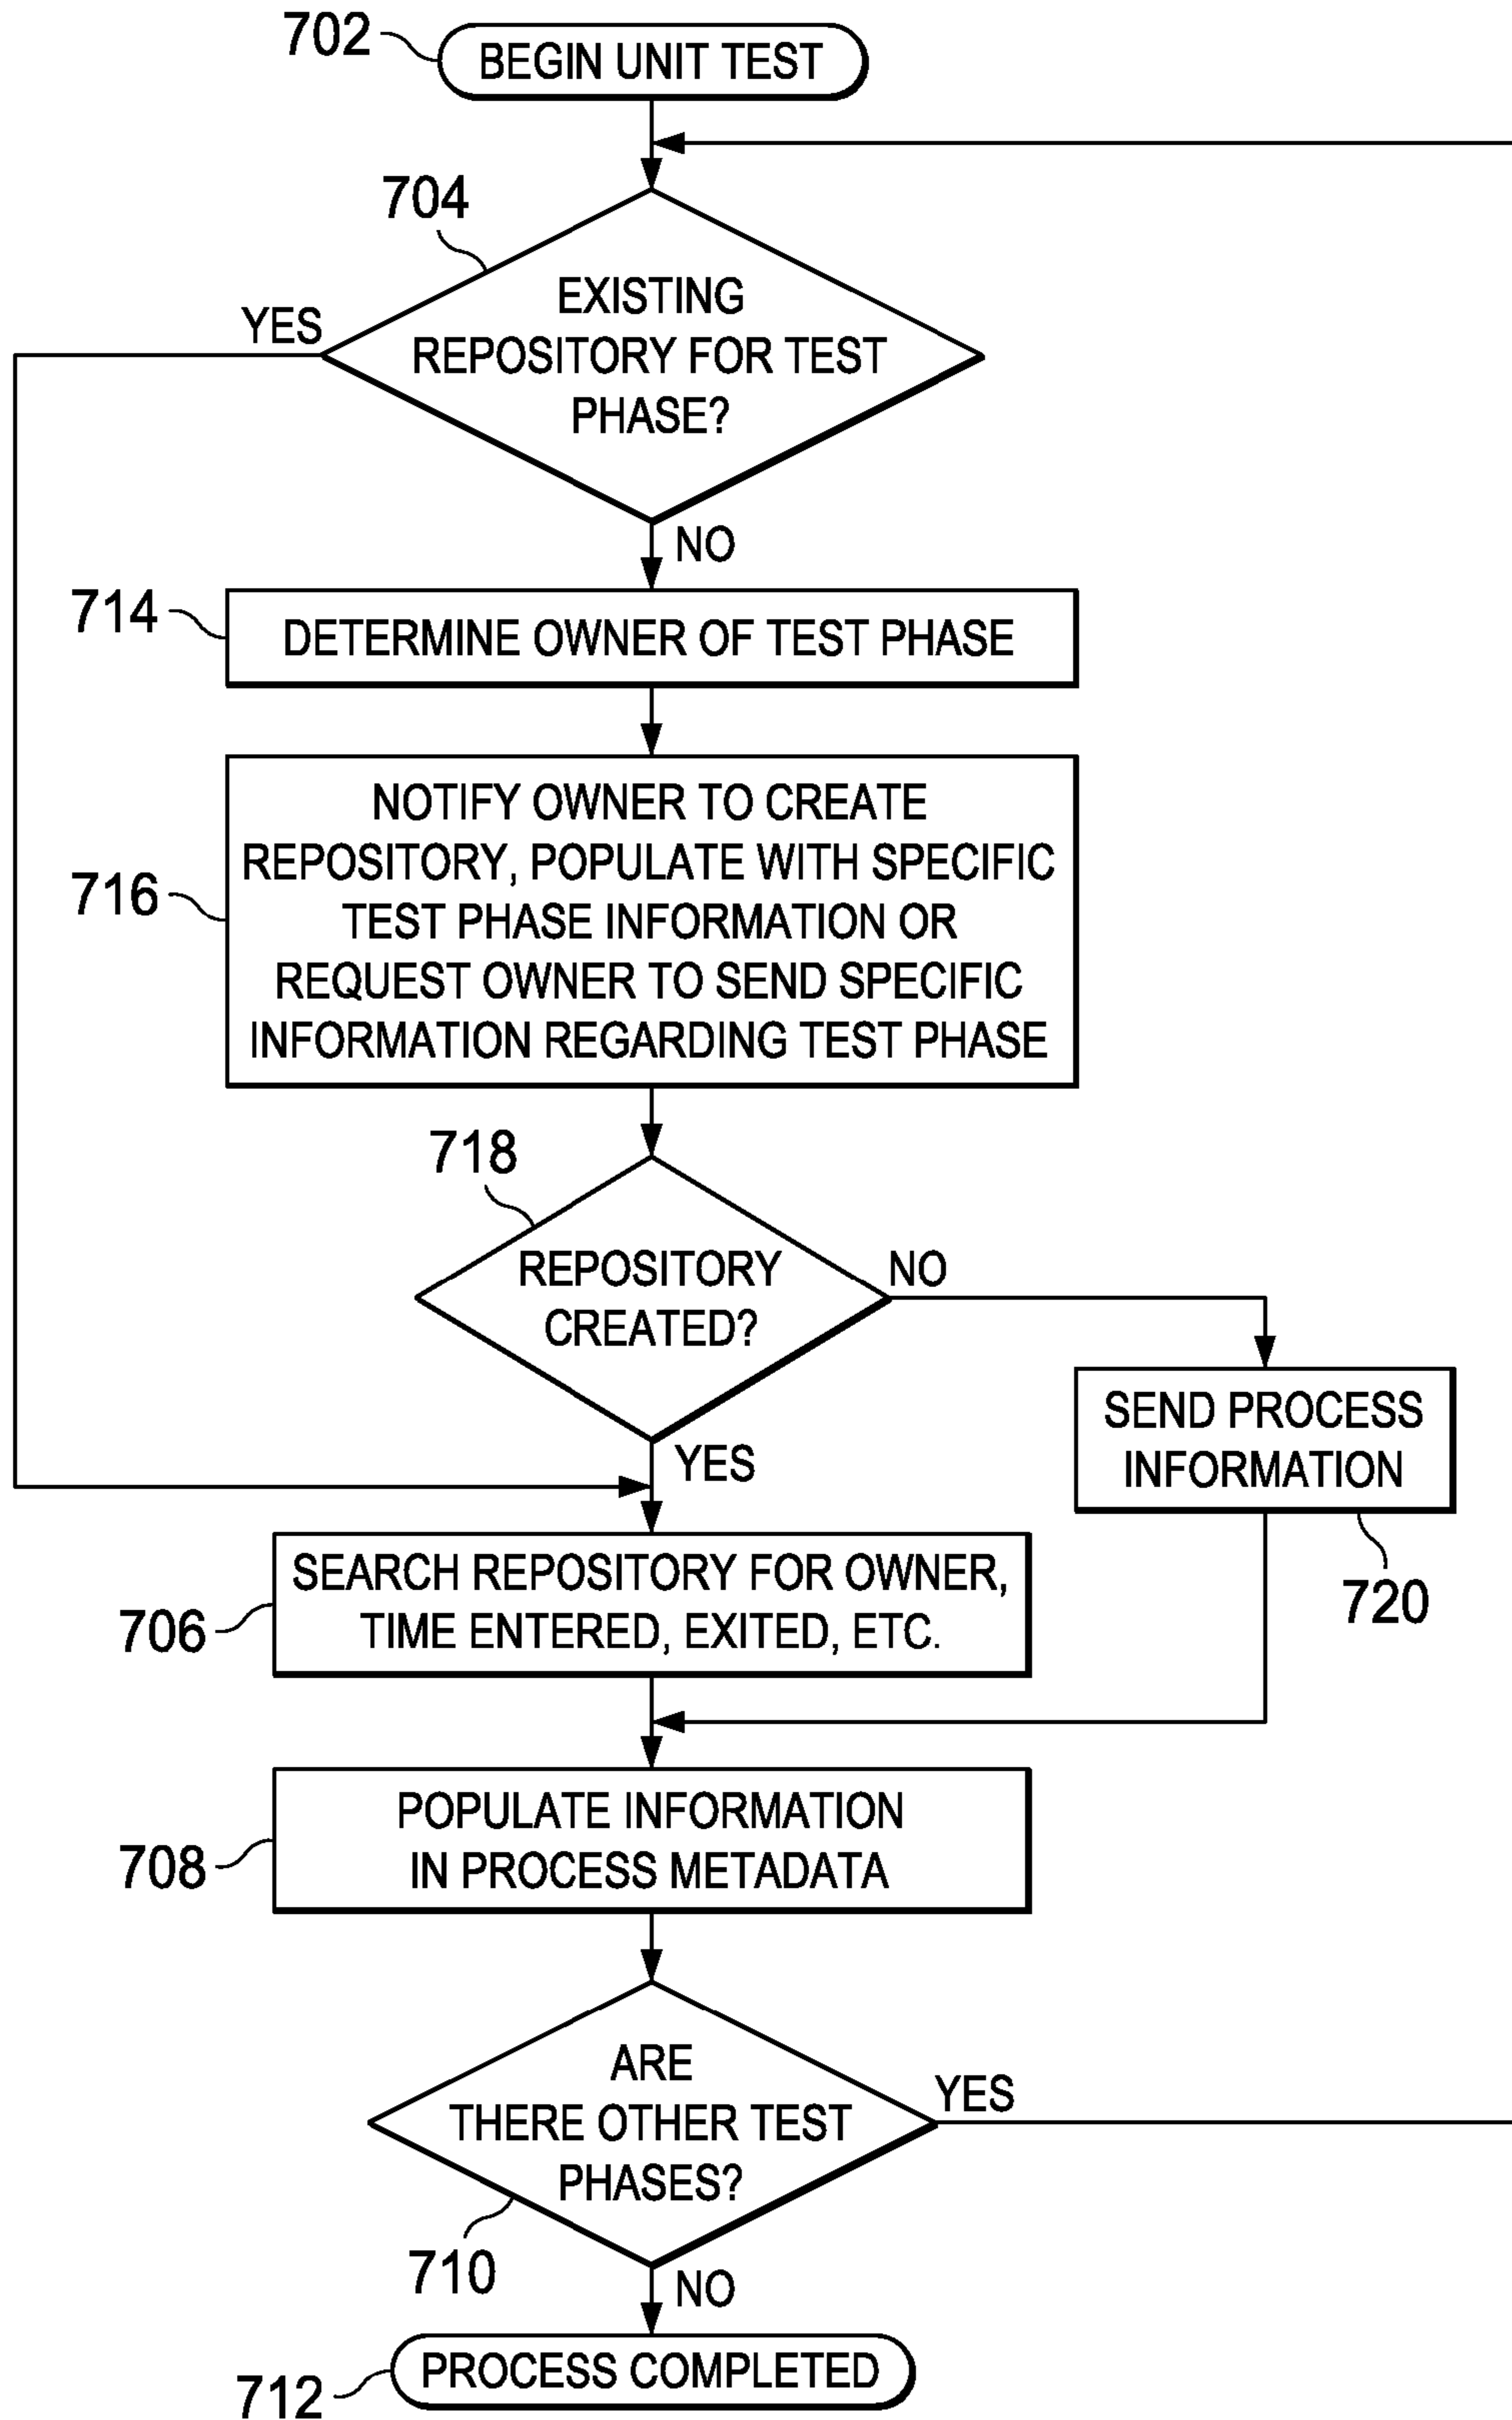 702
BEGIN UNIT TEST
704
YES
EXISTING
REPOSITORY FOR TEST
PHASE?
NO
714
DETERMINE OWNER OF TEST PHASE
716
NOTIFY OWNER TO CREATE
REPOSITORY, POPULATE WITH SPECIFIC
TEST PHASE INFORMATION OR
REQUEST OWNER TO SEND SPECIFIC
INFORMATION REGARDING TEST PHASE
718
REPOSITORY
CREATED?
NO
YES
SEND PROCESS
INFORMATION
720
706
SEARCH REPOSITORY FOR OWNER,
TIME ENTERED, EXITED, ETC.
708
POPULATE INFORMATION
IN PROCESS METADATA
ARE
THERE OTHER TEST
PHASES?
YES
710
NO
712
PROCESS COMPLETED